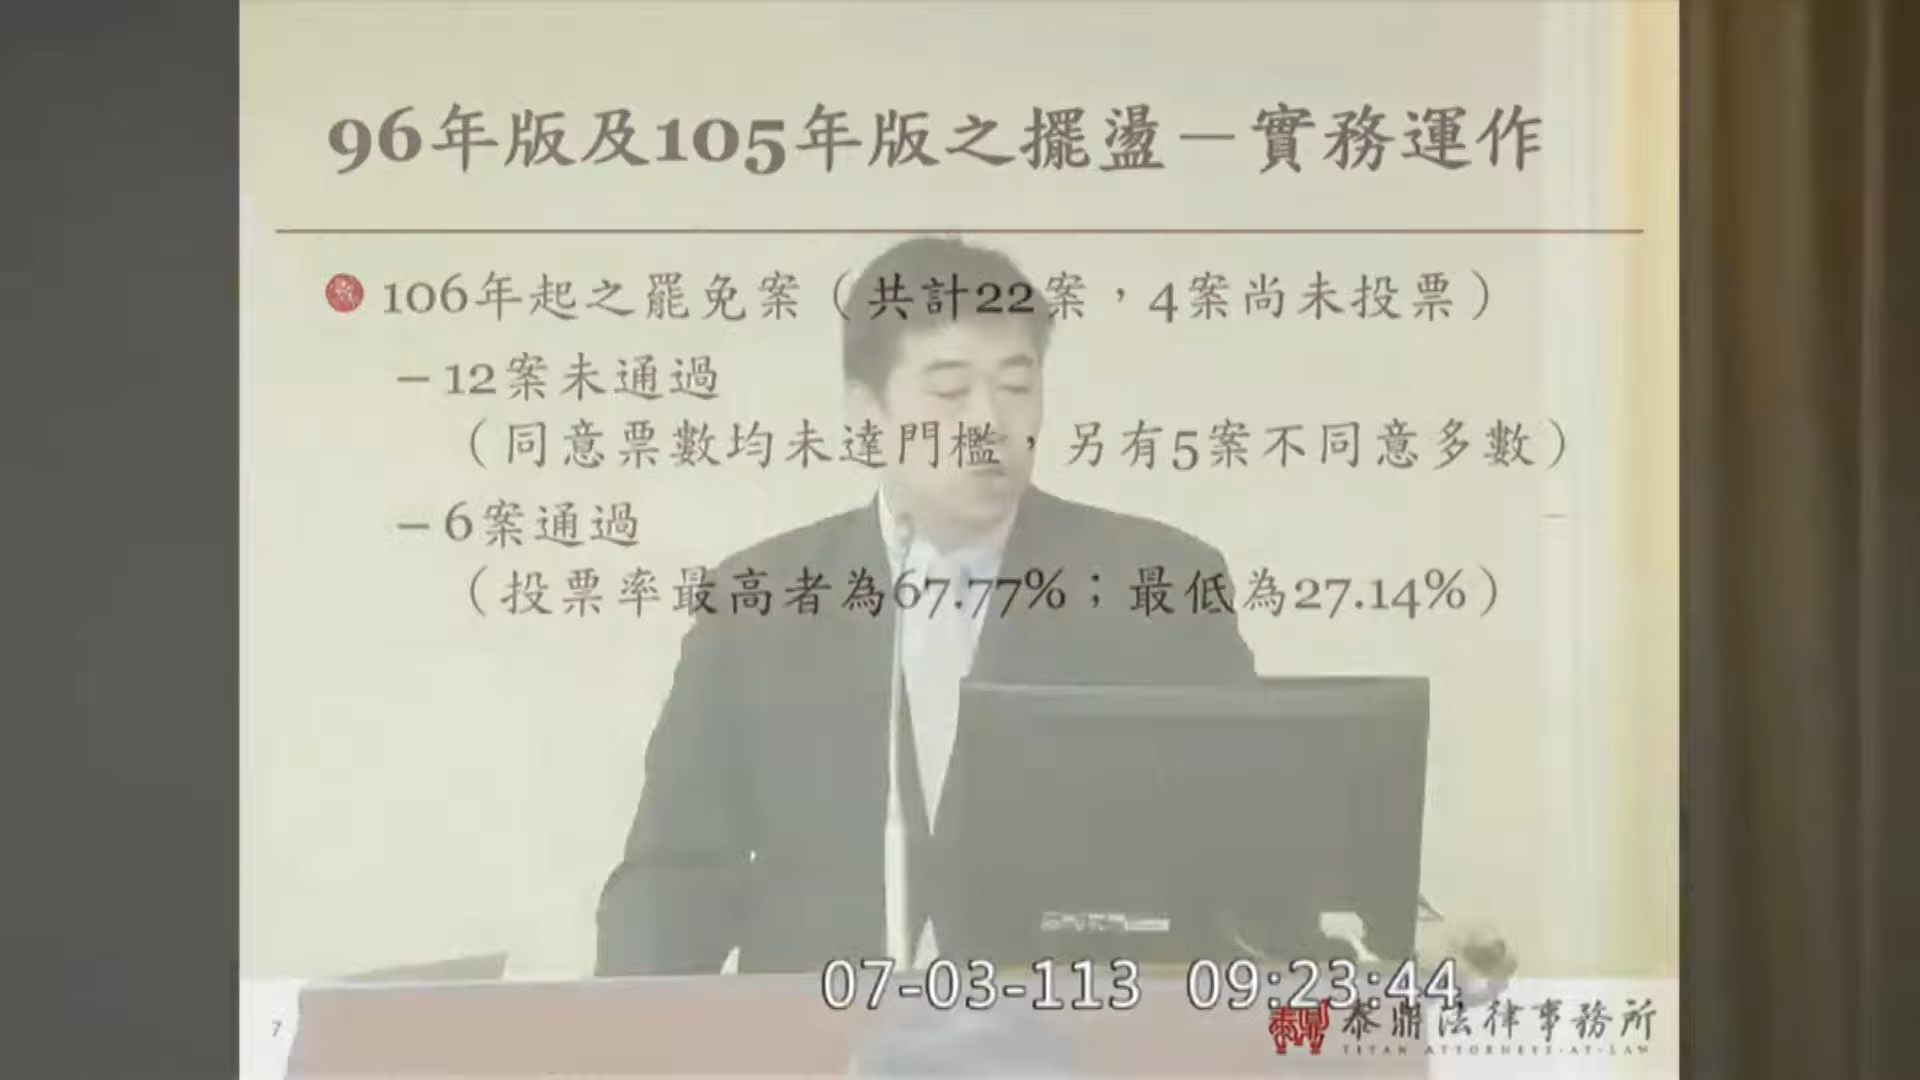 96年版及105年版之擺盪－實務運作
106年起之罷免案（共計22案，4案尚未投票）
–12案未通過
（同意票數均未達門檻，另有5案不同意多數）
–6案通過
（投票率最高者為67.77%；最低為27.14%）
07-03-113 09:23:44
7
泰鼎法律事務所
TITAN ATTORNEYS-AT-LAW